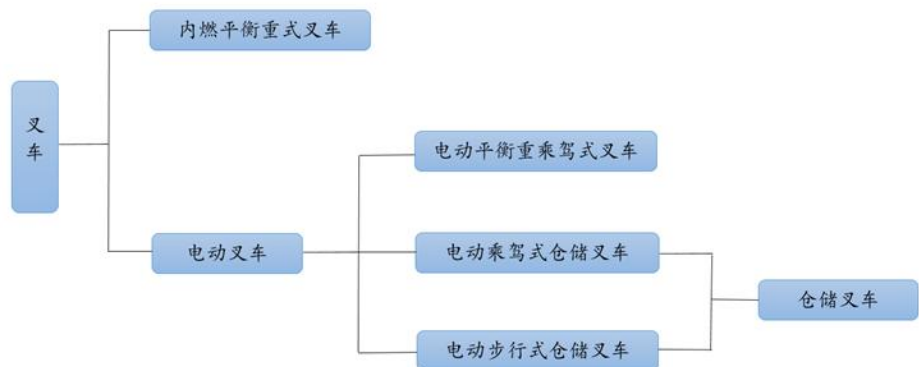 内燃平衡重式叉车
叉车
电动平衡重乘驾式叉车
电动叉车
电动乘驾式仓储叉车
仓储叉车
电动步行式仓储叉车